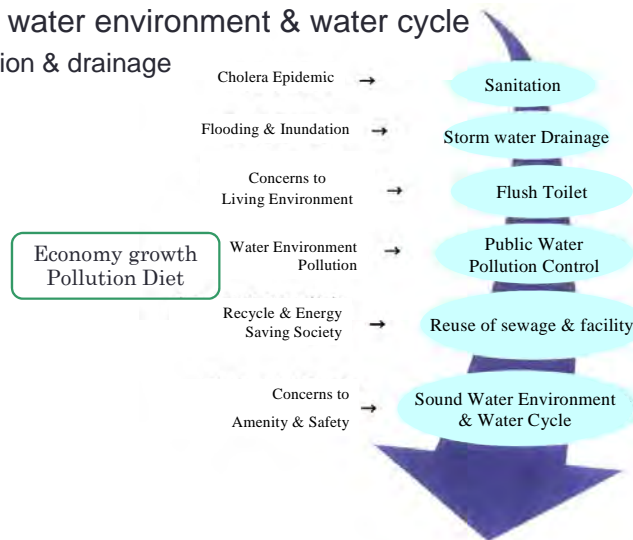 water environment & water cycle
ion & drainage
Cholera Epidemic → Sanitation
Flooding & Inundation → Storm water Drainage
Concerns to
Living Environment → Flush Toilet
Economy growth
Pollution Diet
Water Environment
Pollution → Public Water
Pollution Control
Recycle & Energy
Saving Society → Reuse of sewage & facility
Concerns to
Amenity & Safety → Sound Water Environment
& Water Cycle